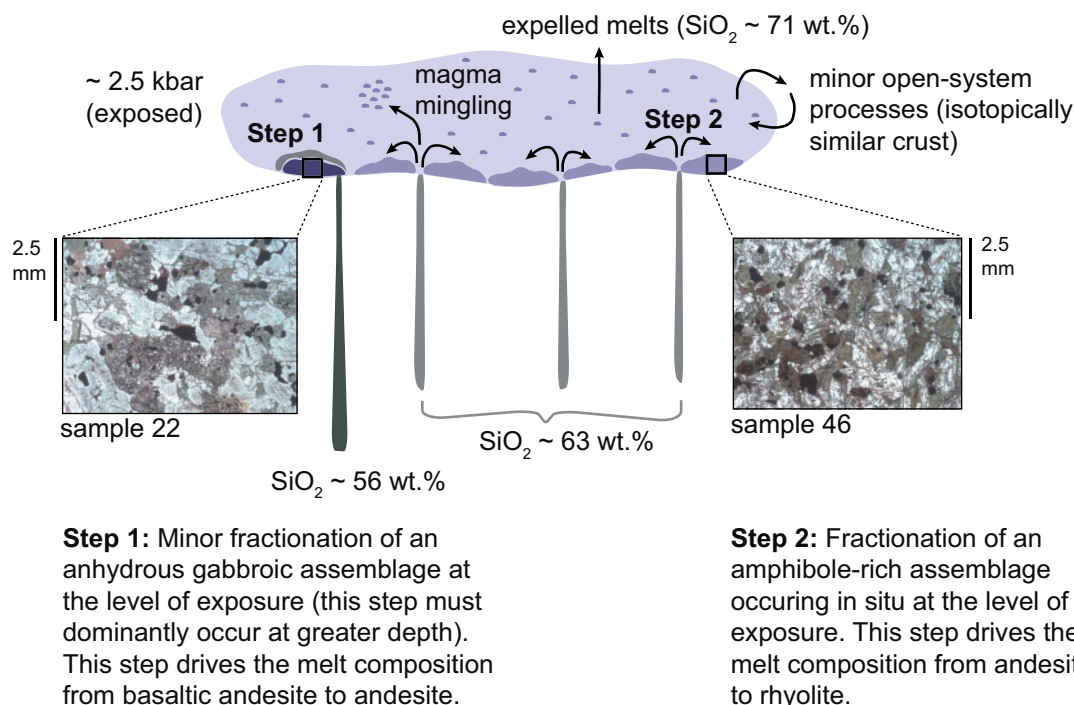 expelled melts (SiO2 ~ 71 wt.%)
~ 2.5 kbar
(exposed)
magma
mingling
minor open-system
processes (isotopically
similar crust)
Step 1
Step 2
2.5
mm
2.5
mm
sample 22
sample 46
SiO2 ~ 63 wt.%
SiO2 ~ 56 wt.%
Step 1: Minor fractionation of an
anhydrous gabbroic assemblage at
the level of exposure (this step must
dominantly occur at greater depth).
This step drives the melt composition
from basaltic andesite to andesite.
Step 2: Fractionation of an
amphibole-rich assemblage
occuring in situ at the level of
exposure. This step drives the
melt composition from andesit
to rhyolite.